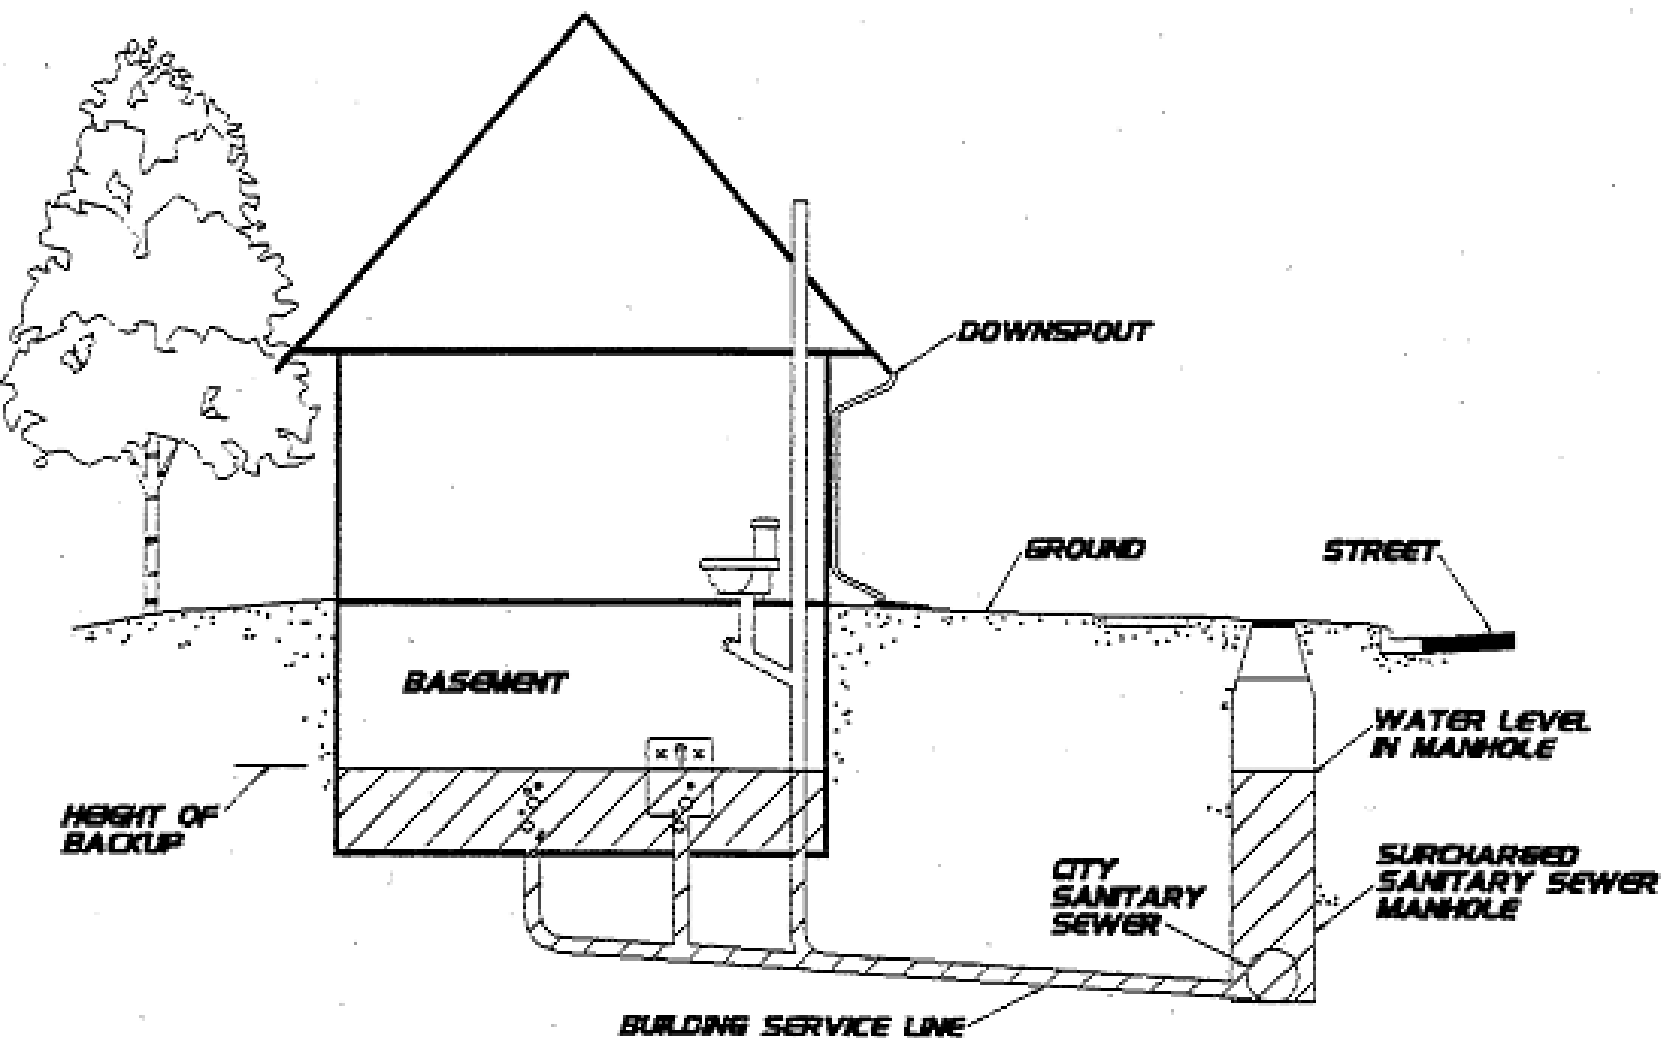 DOWNSPOUT
GROUND
STREET
BASEMENT
WATER LEVEL
IN MANHOLE
HEIGHT OF
BACKUP
CITY
SANITARY
SEWER
SURCHARGED
SANITARY SEWER
MANHOLE
BUILDING SERVICE LINE